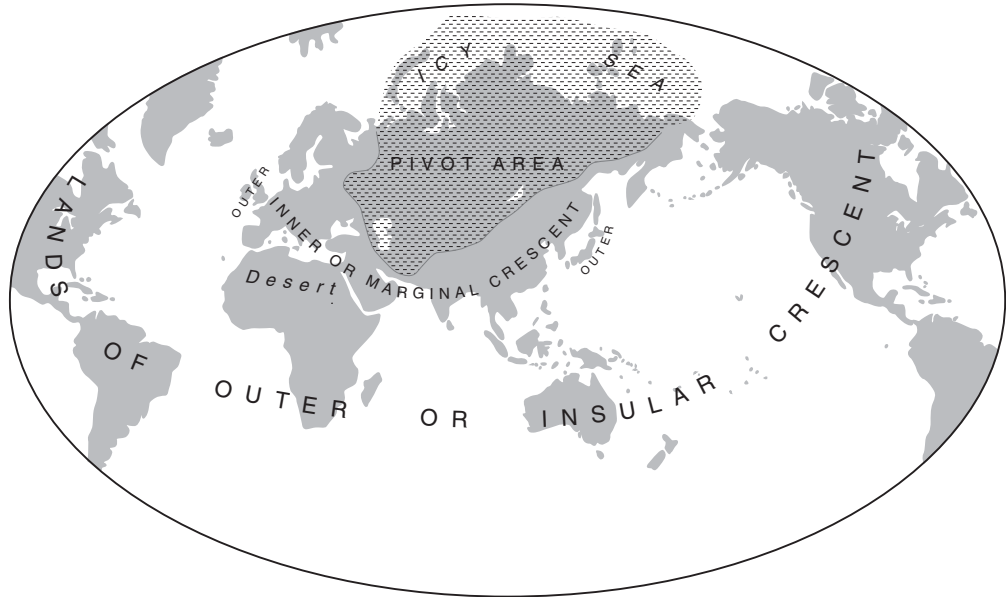 ICY SEA
PIVOT AREA
OUTER
INNER OR MARGINAL CRESCENT
OUTER
Desert
LANDS OF OUTER OR INSULAR CRESCENT